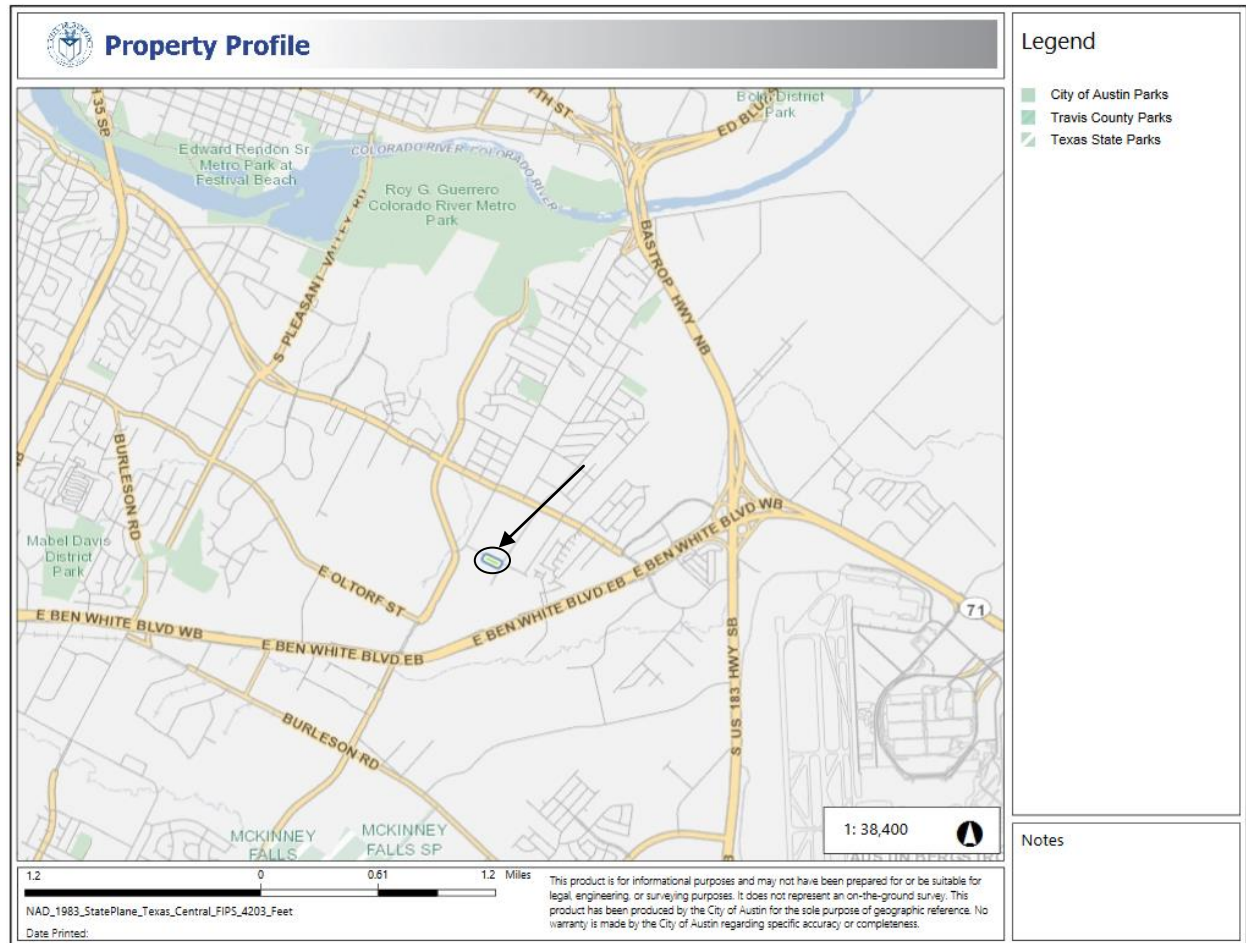 Property Profile
Legend
City of Austin Parks
Travis County Parks
Texas State Parks
H 35 SB
7TH ST
ED BLUE
District
Park
Edward Rendon Sr
Metro Park at
Festival Beach
COLORADO RIVER
COLORADO RIVER
Roy G. Guerrero
Colorado River Metro
Park
S PLEASANT VALLEY RD
BASTROP HWY NB
BURLESON RD
Mabel Davis
District
Park
E OLTORF ST
E BEN WHITE BLVD WB
E BEN WHITE BLVD EB
E BEN WHITE BLVD EB
E BEN WHITE BLVD WB
71
S US 183 HWY SB
BURLESON RD
MCKINNEY
FALLS
MCKINNEY
FALLS SP
1: 38,400
Notes
1.2 0 0.61 1.2 Miles
NAD_1983_StatePlane_Texas_Central_FIPS_4203_Feet
Date Printed:
This product is for informational purposes and may not have been prepared for or be suitable for
legal, engineering, or surveying purposes. It does not represent an on-the-ground survey. This
product has been produced by the City of Austin for the sole purpose of geographic reference. No
warranty is made by the City of Austin regarding specific accuracy or completeness.